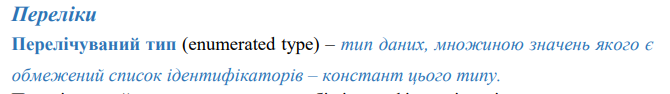 Переліки
Перелічуваний тип (enumerated type) – тип даних, множиною значень якого є
обмежений список ідентифікаторів – констант цього типу.